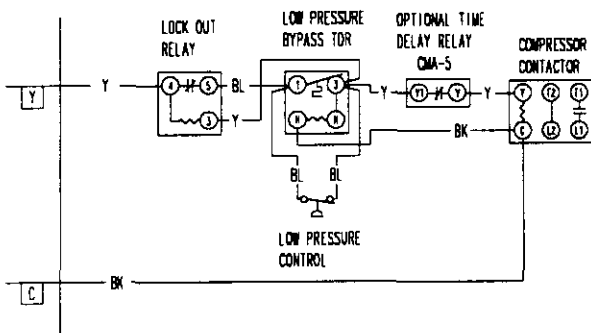 LOCK OUT
RELAY
LOW PRESSURE
BYPASS TDR
OPTIONAL TIME
DELAY RELAY
CMA-5
COMPRESSOR
CONTACTOR
Y
Y
4
5
BL
1
3
Y
Y1
Y
Y
Y
T2
T1
3
Y
BK
C
L2
L1
BL
BL
LOW PRESSURE
CONTROL
C
BK